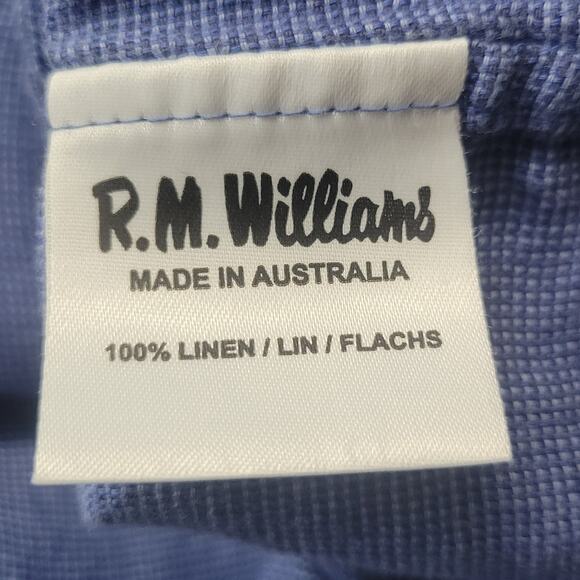 R.M.Williams
MADE IN AUSTRALIA
100% LINEN / LIN / FLACHS